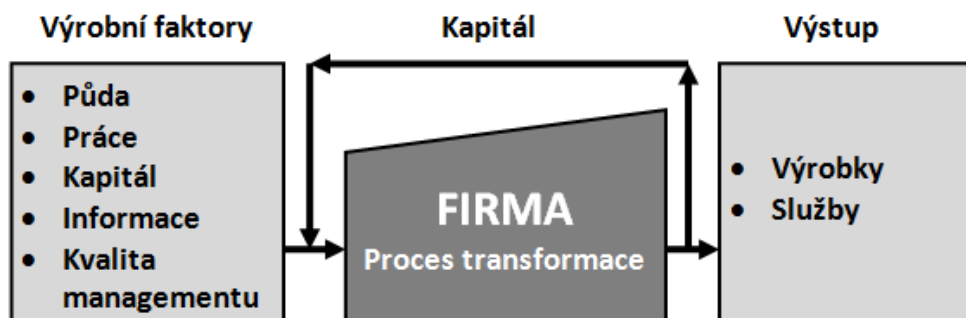 Výrobní faktory
Kapitál
Výstup
• Půda
• Práce
• Kapitál
• Informace
• Kvalita
managementu
FIRMA
Proces transformace
• Výrobky
• Služby